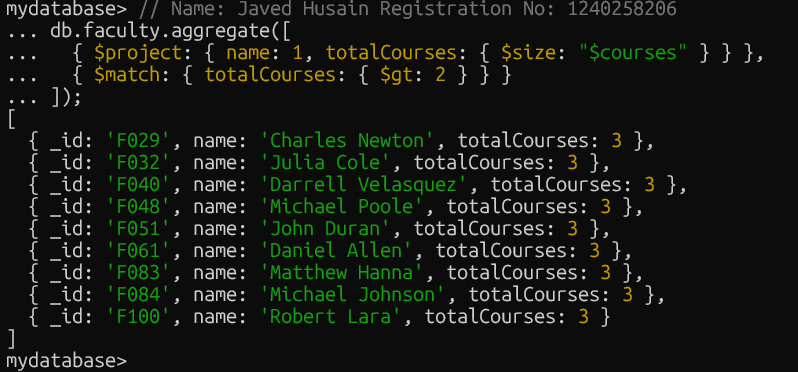 mydatabase> // Name: Javed Husain Registration No: 1240258206
... db.faculty.aggregate([
...   { $project: { name: 1, totalCourses: { $size: "$courses" } } },
...   { $match: { totalCourses: { $gt: 2 } } }
... ]);
[
  { _id: 'F029', name: 'Charles Newton', totalCourses: 3 },
  { _id: 'F032', name: 'Julia Cole', totalCourses: 3 },
  { _id: 'F040', name: 'Darrell Velasquez', totalCourses: 3 },
  { _id: 'F048', name: 'Michael Poole', totalCourses: 3 },
  { _id: 'F051', name: 'John Duran', totalCourses: 3 },
  { _id: 'F061', name: 'Daniel Allen', totalCourses: 3 },
  { _id: 'F083', name: 'Matthew Hanna', totalCourses: 3 },
  { _id: 'F084', name: 'Michael Johnson', totalCourses: 3 },
  { _id: 'F100', name: 'Robert Lara', totalCourses: 3 }
]
mydatabase>